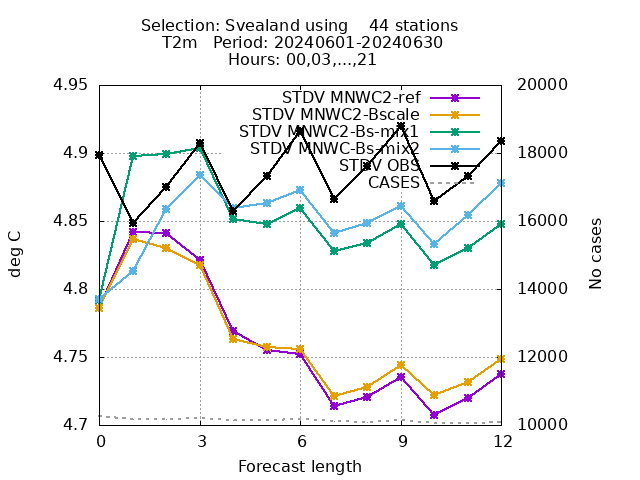 Selection: Svealand using    44 stations
T2m   Period: 20240601-20240630
Hours: 00,03,...,21
4.95
4.9
4.85
4.8
4.75
4.7
deg C
STDV MNWC2-ref
STDV MNWC2-Bscale
STDV MNWC2-Bs-mix1
STDV MNWC-Bs-mix2
STDV OBS
CASES
20000
18000
16000
14000
12000
10000
No cases
0 3 6 9 12
Forecast length